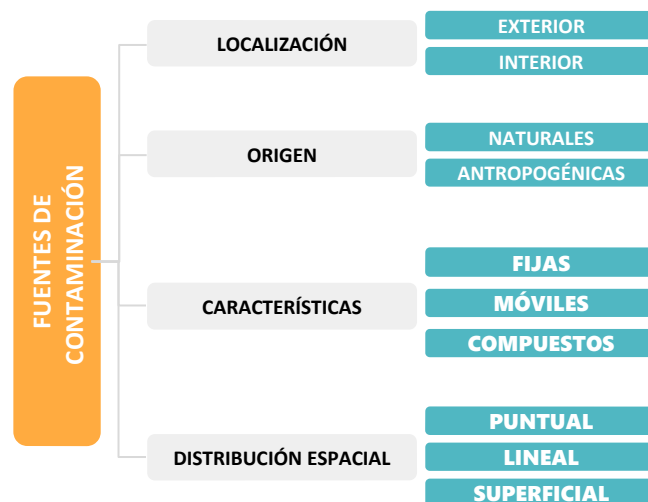 FUENTES DE
CONTAMINACIÓN
LOCALIZACIÓN
EXTERIOR
INTERIOR
ORIGEN
NATURALES
ANTROPOGÉNICAS
CARACTERÍSTICAS
FIJAS
MÓVILES
COMPUESTOS
DISTRIBUCIÓN ESPACIAL
PUNTUAL
LINEAL
SUPERFICIAL